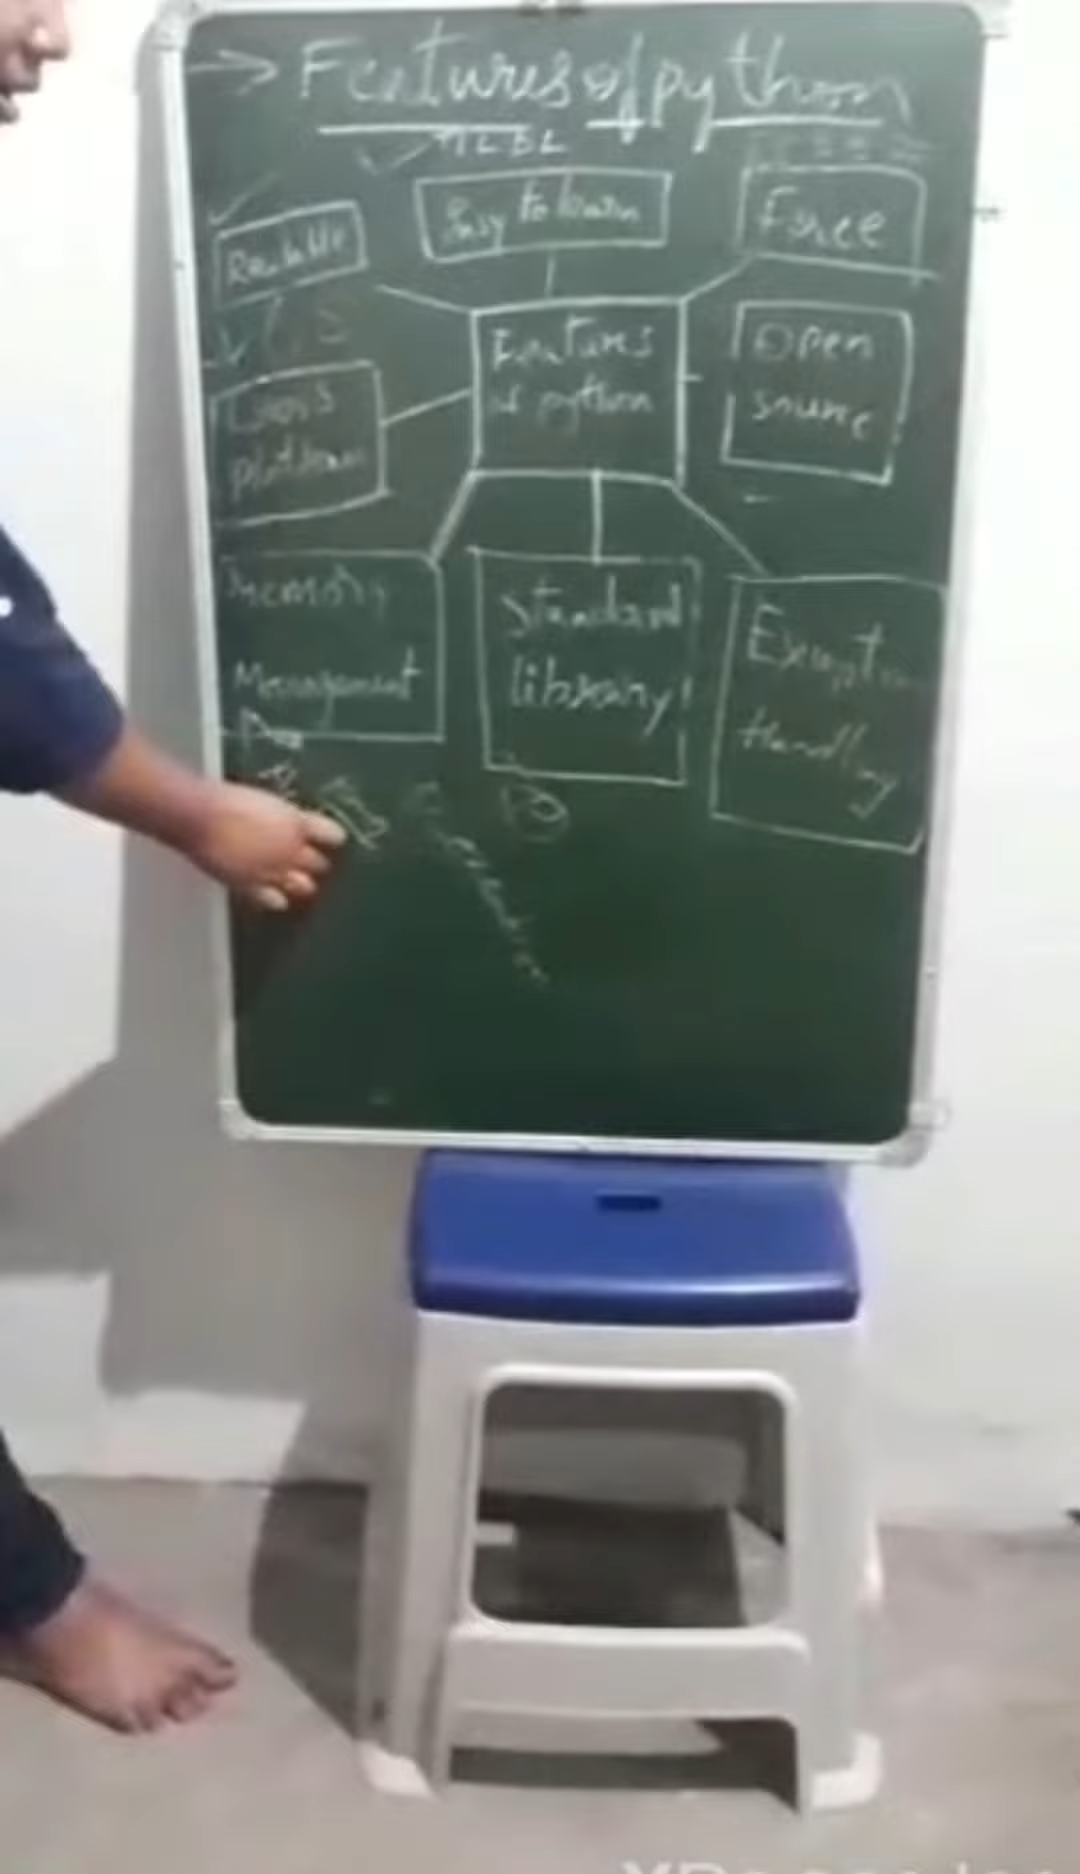 → Features of python
Easy to learn
Free
Readable
Features
of python
Open
source
Cross
platform
Memory
Management
Standard
library
Exception
Handling